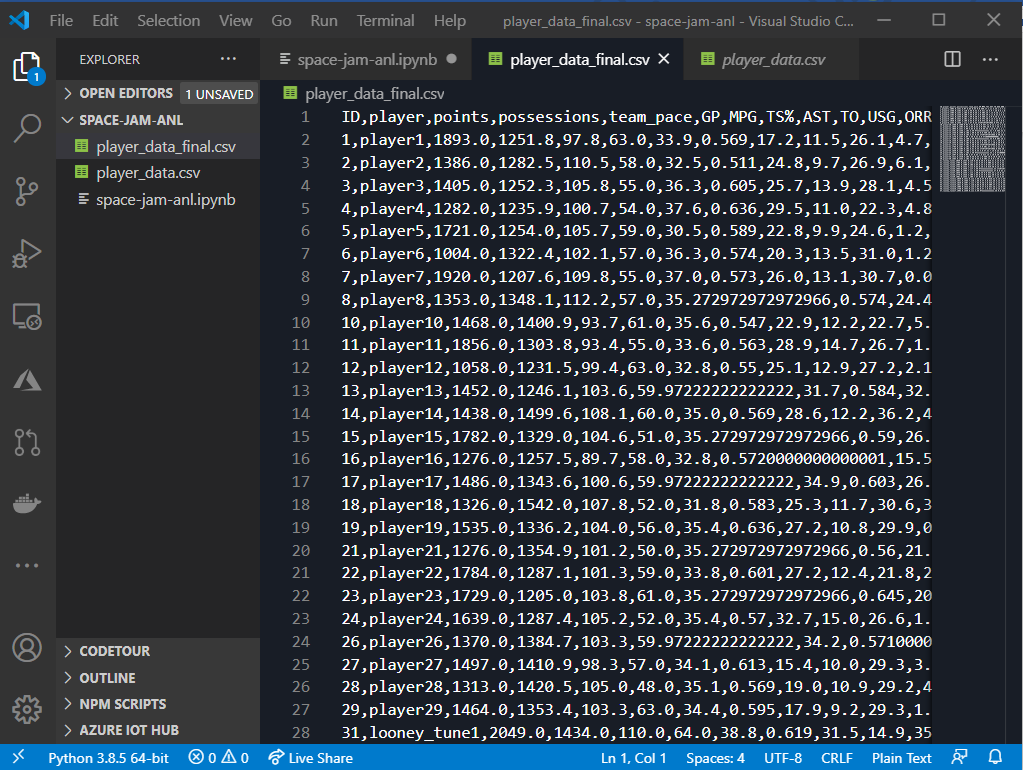 File Edit Selection View Go Run Terminal Help player_data_final.csv - space-jam-anl - Visual Studio C...
EXPLORER ...
space-jam-anl.ipynb player_data_final.csv player_data.csv ...
OPEN EDITORS 1 UNSAVED
SPACE-JAM-ANL
player_data_final.csv
player_data.csv
space-jam-anl.ipynb
1
player_data_final.csv
1 ID,player,points,possessions,team_pace,GP,MPG,TS%,AST,TO,USG,ORR
2 1,player1,1893.0,1251.8,97.8,63.0,33.9,0.569,17.2,11.5,26.1,4.7,
3 2,player2,1386.0,1282.5,110.5,58.0,32.5,0.511,24.8,9.7,26.9,6.1,
4 3,player3,1405.0,1252.3,105.8,55.0,36.3,0.605,25.7,13.9,28.1,4.5
5 4,player4,1282.0,1235.9,100.7,54.0,37.6,0.636,29.5,11.0,22.3,4.8
6 5,player5,1721.0,1254.0,105.7,59.0,30.5,0.589,22.8,9.9,24.6,1.2,
7 6,player6,1004.0,1322.4,102.1,57.0,36.3,0.574,20.3,13.5,31.0,1.2
8 7,player7,1920.0,1207.6,109.8,55.0,37.0,0.573,26.0,13.1,30.7,0.0
9 8,player8,1353.0,1348.1,112.2,57.0,35.272972972972966,0.574,24.4
10 10,player10,1468.0,1400.9,93.7,61.0,35.6,0.547,22.9,12.2,22.7,5.
11 11,player11,1856.0,1303.8,93.4,55.0,33.6,0.563,28.9,14.7,26.7,1.
12 12,player12,1058.0,1231.5,99.4,63.0,32.8,0.55,25.1,12.9,27.2,2.1
13 13,player13,1452.0,1246.1,103.6,59.97222222222222,31.7,0.584,32.
14 14,player14,1438.0,1499.6,108.1,60.0,35.0,0.569,28.6,12.2,36.2,4
15 15,player15,1782.0,1329.0,104.6,51.0,35.272972972972966,0.59,26.
16 16,player16,1276.0,1257.5,89.7,58.0,32.8,0.5720000000000001,15.5
17 17,player17,1486.0,1343.6,100.6,59.97222222222222,34.9,0.603,26.
18 18,player18,1326.0,1542.0,107.8,52.0,31.8,0.583,25.3,11.7,30.6,3
19 19,player19,1535.0,1336.2,104.0,56.0,35.4,0.636,27.2,10.8,29.9,0
20 21,player21,1276.0,1354.9,101.2,50.0,35.272972972972966,0.56,21.
21 22,player22,1784.0,1287.1,101.3,59.0,33.8,0.601,27.2,12.4,21.8,2
22 23,player23,1729.0,1205.0,103.8,61.0,35.272972972972966,0.645,20
23 24,player24,1639.0,1287.4,105.2,52.0,35.4,0.57,32.7,15.0,26.6,1.
24 26,player26,1370.0,1384.7,103.3,59.97222222222222,34.2,0.5710000
25 27,player27,1497.0,1410.9,98.3,57.0,34.1,0.613,15.4,10.0,29.3,3.
26 28,player28,1313.0,1420.5,105.0,48.0,35.1,0.569,19.0,10.9,29.2,4
27 29,player29,1464.0,1353.4,103.3,63.0,34.4,0.595,17.9,9.2,29.3,1.
28 31,looney_tune1,2049.0,1434.0,110.0,64.0,38.8,0.619,31.5,14.9,35
CODETOUR
OUTLINE
NPM SCRIPTS
AZURE IOT HUB
Python 3.8.5 64-bit 0 0 Live Share Ln 1, Col 1 Spaces: 4 UTF-8 CRLF Plain Text